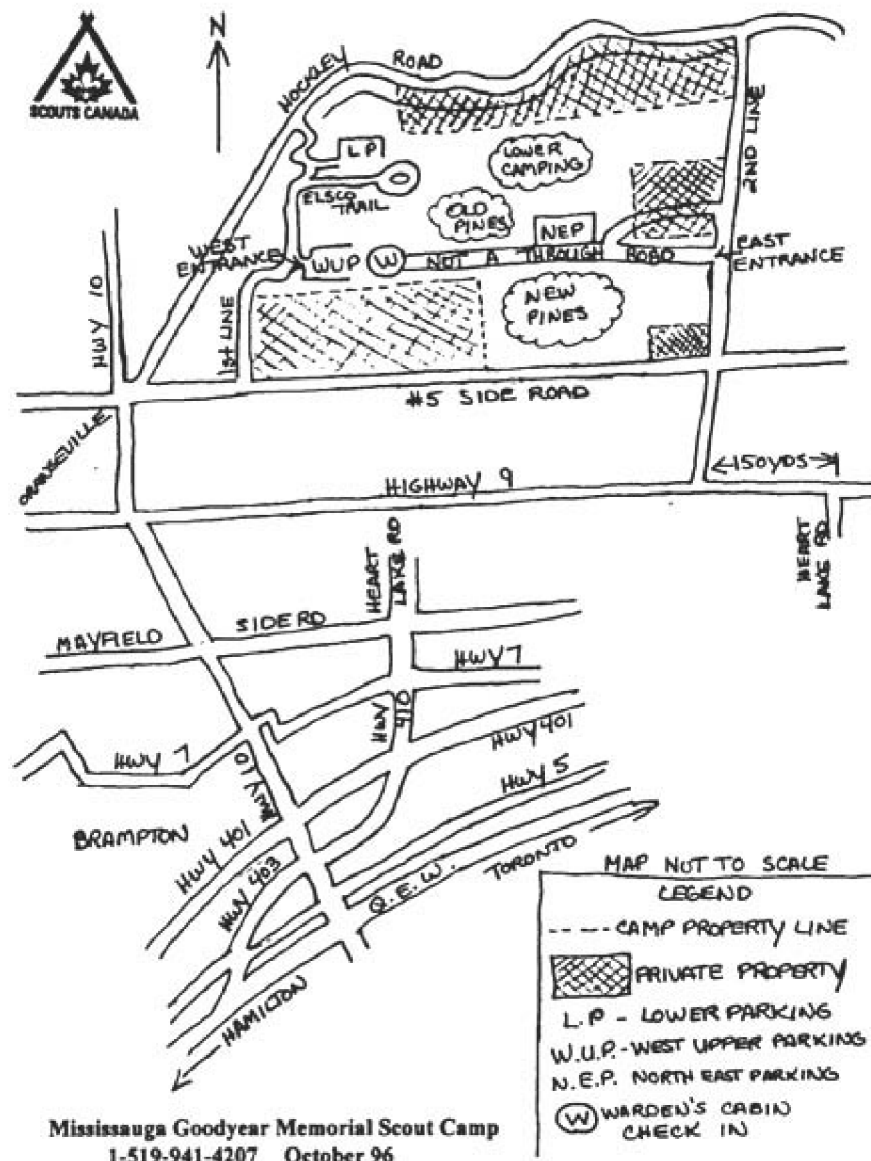 N
SCOUTS CANADA
HOCKLEY
ROAD
L P
LOWER
CAMPING
ELSCO
TRAIL
OLD
PINES
NEP
2ND LINE
WEST
ENTRANCE
WUP
W
NOT A THROUGH ROAD
EAST
ENTRANCE
NEW
PINES
HWY 10
1St LINE
#5 SIDE ROAD
ORANGEVILLE
150YDS
HIGHWAY 9
HEART
LAKE RD
HEART
LAKE RD
MAYFIELD
SIDE RD
HWY 7
HWY
410
HWY 401
HWY 7
HWY 10
HWY 5
BRAMPTON
HWY 401
HWY 403
Q.E.W.
TORONTO
HAMILTON
MAP NOT TO SCALE
LEGEND
---- CAMP PROPERTY LINE
PRIVATE PROPERTY
L.P - LOWER PARKING
W.U.P. - WEST UPPER PARKING
N.E.P. NORTH EAST PARKING
W WARDEN'S CABIN
CHECK IN
Mississauga Goodyear Memorial Scout Camp
1-519-941-4207 October 96